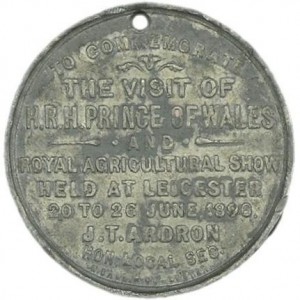 TO COMMEMORATE
THE VISIT OF
H.R.H. PRINCE OF WALES
AND
ROYAL AGRICULTURAL SHOW
HELD AT LEICESTER
20 TO 26 JUNE 1896
J.T. ARDRON
HON. LOCAL SEC.